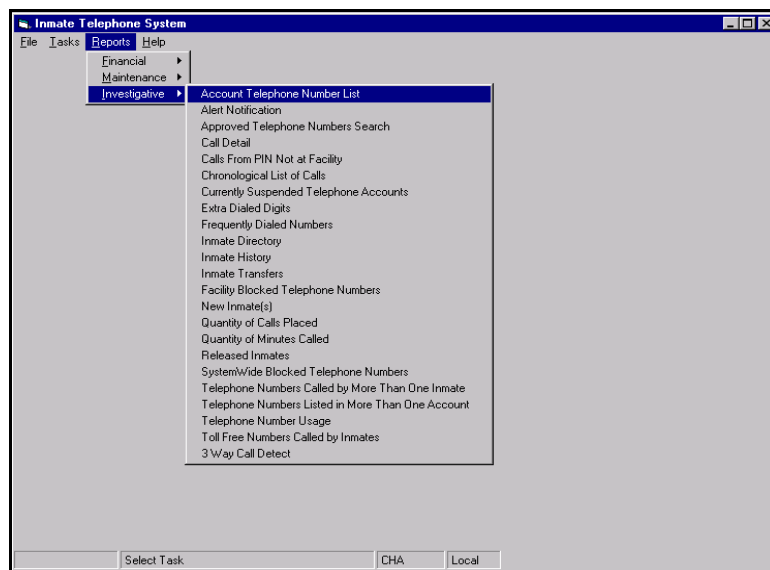 Inmate Telephone System
File Tasks Reports Help
Financial
Maintenance
Investigative
Account Telephone Number List
Alert Notification
Approved Telephone Numbers Search
Call Detail
Calls From PIN Not at Facility
Chronological List of Calls
Currently Suspended Telephone Accounts
Extra Dialed Digits
Frequently Dialed Numbers
Inmate Directory
Inmate History
Inmate Transfers
Facility Blocked Telephone Numbers
New Inmate(s)
Quantity of Calls Placed
Quantity of Minutes Called
Released Inmates
SystemWide Blocked Telephone Numbers
Telephone Numbers Called by More Than One Inmate
Telephone Numbers Listed in More Than One Account
Telephone Number Usage
Toll Free Numbers Called by Inmates
3 Way Call Detect
Select Task CHA Local